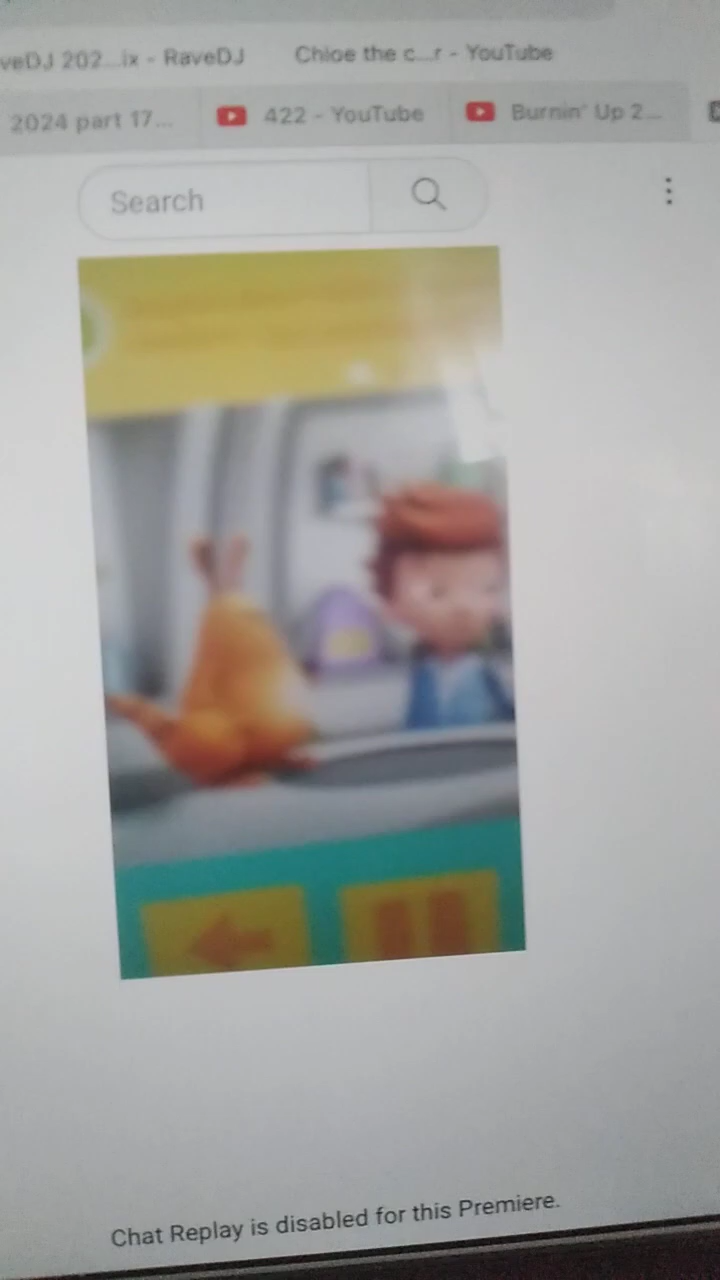 veDJ 202...ix - RaveDJ Chloe the c...r - YouTube
2024 part 17... 422 - YouTube Burnin' Up 2...
Search
Chat Replay is disabled for this Premiere.